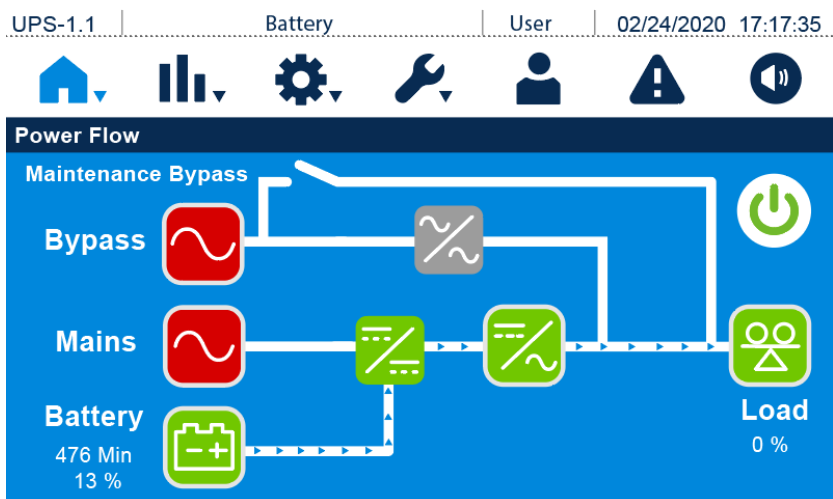 UPS-1.1 Battery User 02/24/2020 17:17:35
Power Flow
Maintenance Bypass
Bypass
Mains
Battery
476 Min
13 %
Load
0 %